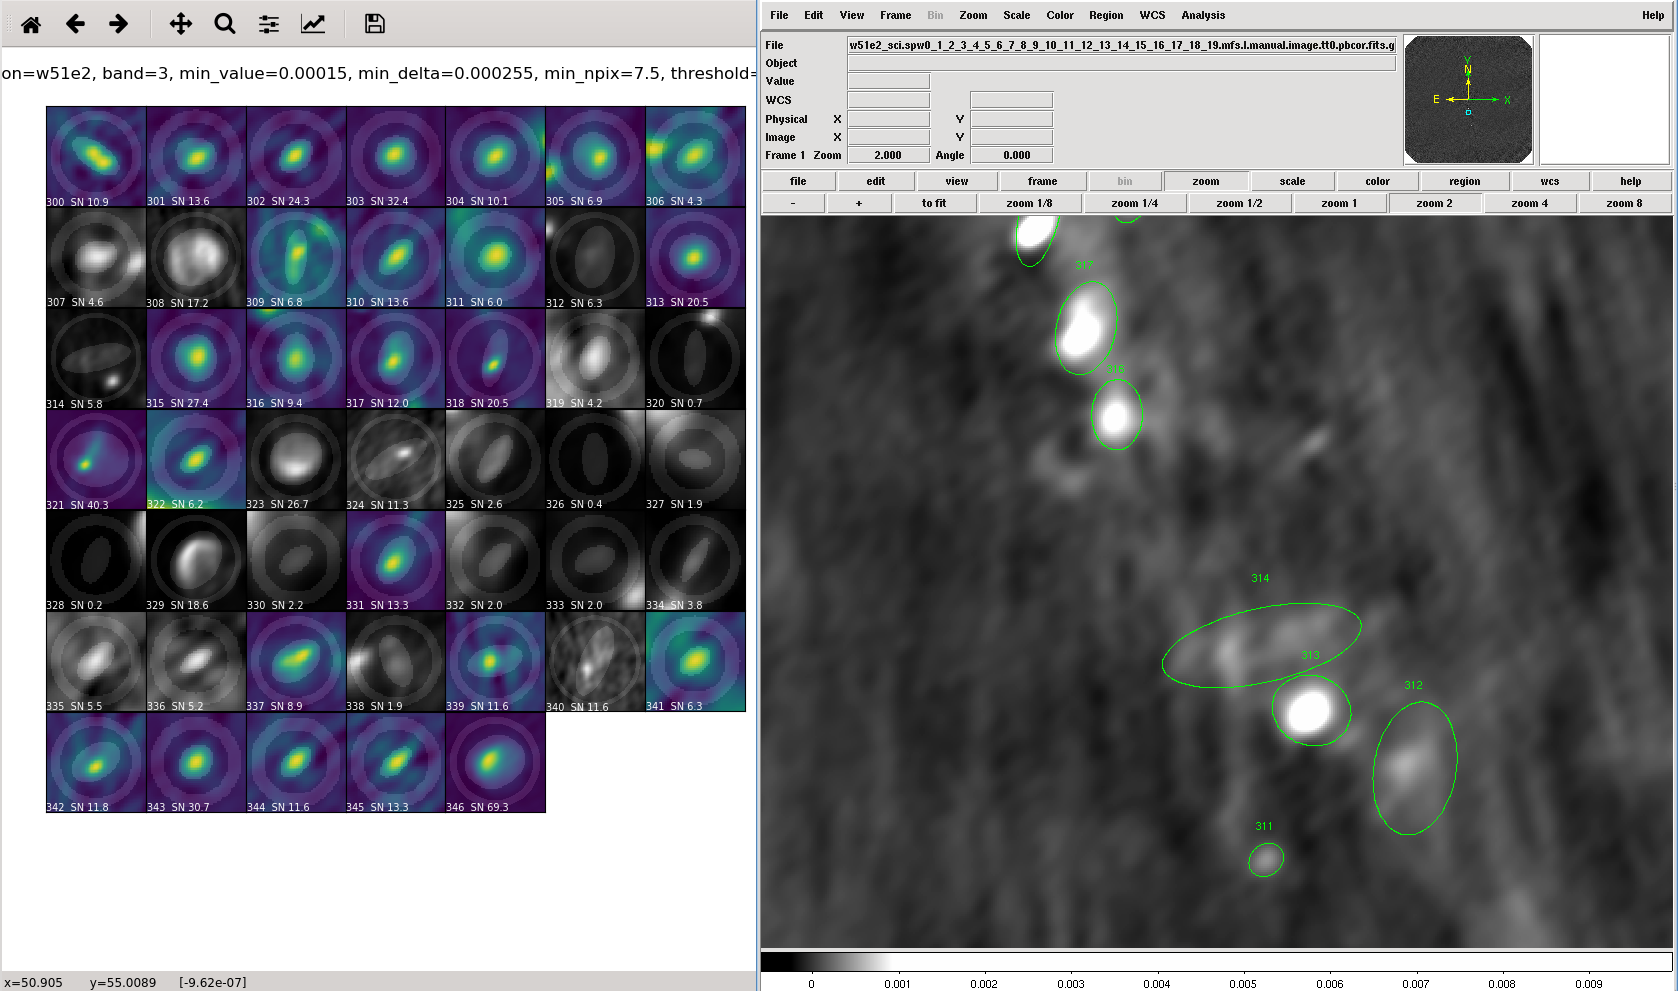 on=w51e2, band=3, min_value=0.00015, min_delta=0.000255, min_npix=7.5, threshold=
300 SN 10.9
301 SN 13.6
302 SN 24.3
303 SN 32.4
304 SN 10.1
305 SN 6.9
306 SN 4.3
307 SN 4.6
308 SN 17.2
309 SN 6.8
310 SN 13.6
311 SN 6.0
312 SN 6.3
313 SN 20.5
314 SN 5.8
315 SN 27.4
316 SN 9.4
317 SN 12.0
318 SN 20.5
319 SN 4.2
320 SN 0.7
321 SN 40.3
322 SN 6.2
323 SN 26.7
324 SN 11.3
325 SN 2.6
326 SN 0.4
327 SN 1.9
328 SN 0.2
329 SN 18.6
330 SN 2.2
331 SN 13.3
332 SN 2.0
333 SN 2.0
334 SN 3.8
335 SN 5.5
336 SN 5.2
337 SN 8.9
338 SN 1.9
339 SN 11.6
340 SN 11.6
341 SN 6.3
342 SN 11.8
343 SN 30.7
344 SN 11.6
345 SN 13.3
346 SN 69.3
x=50.905 y=55.0089 [-9.62e-07]
File Edit View Frame Bin Zoom Scale Color Region WCS Analysis Help
File w51e2_sci.spw0_1_2_3_4_5_6_7_8_9_10_11_12_13_14_15_16_17_18_19.mfs.I.manual.image.tt0.pbcor.fits.g
Object
Value
WCS
Physical X Y
Image X Y
Frame 1 Zoom 2.000 Angle 0.000
Y
N
E X
file edit view frame bin zoom scale color region wcs help
- + to fit zoom 1/8 zoom 1/4 zoom 1/2 zoom 1 zoom 2 zoom 4 zoom 8
317
314
313
312
311
0 0.001 0.002 0.003 0.004 0.005 0.006 0.007 0.008 0.009